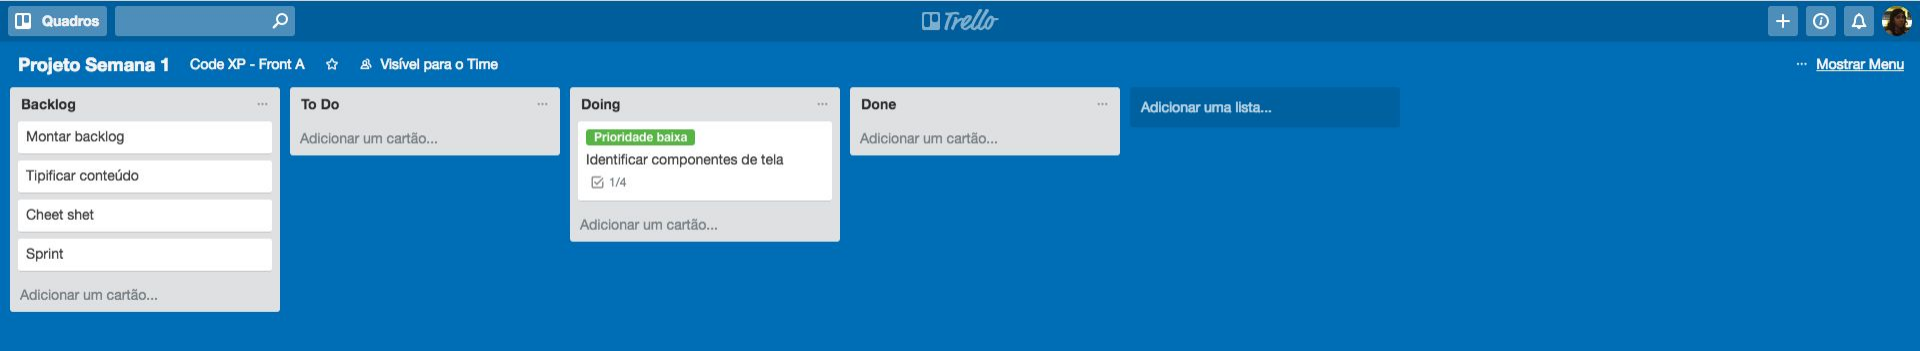 Quadros
Trello
Projeto Semana 1 Code XP - Front A Visível para o Time ... Mostrar Menu
Backlog ...
Montar backlog
Tipificar conteúdo
Cheet shet
Sprint
Adicionar um cartão...
To Do ...
Adicionar um cartão...
Doing ...
Prioridade baixa
Identificar componentes de tela
1/4
Adicionar um cartão...
Done ...
Adicionar um cartão...
Adicionar uma lista...